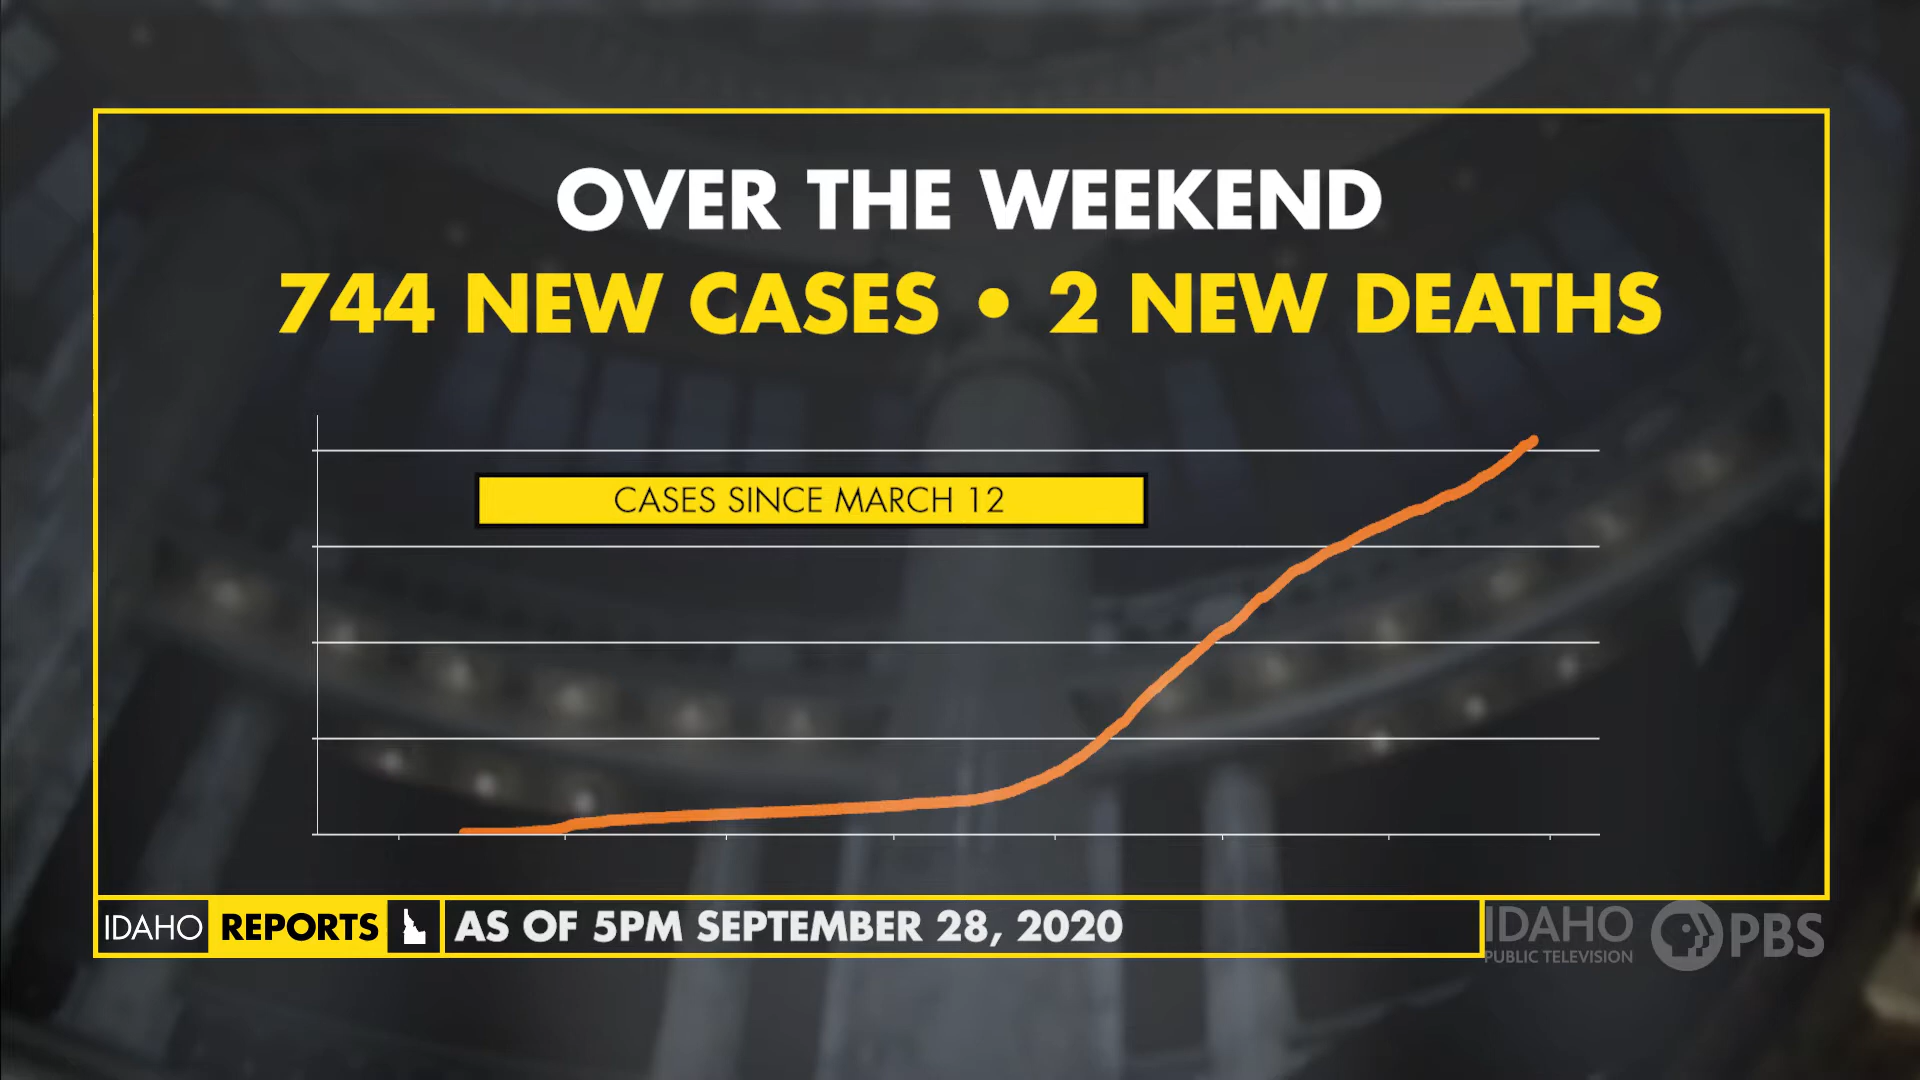 OVER THE WEEKEND
744 NEW CASES • 2 NEW DEATHS
CASES SINCE MARCH 12
IDAHO REPORTS AS OF 5PM SEPTEMBER 28, 2020
IDAHO
PUBLIC TELEVISION
PBS